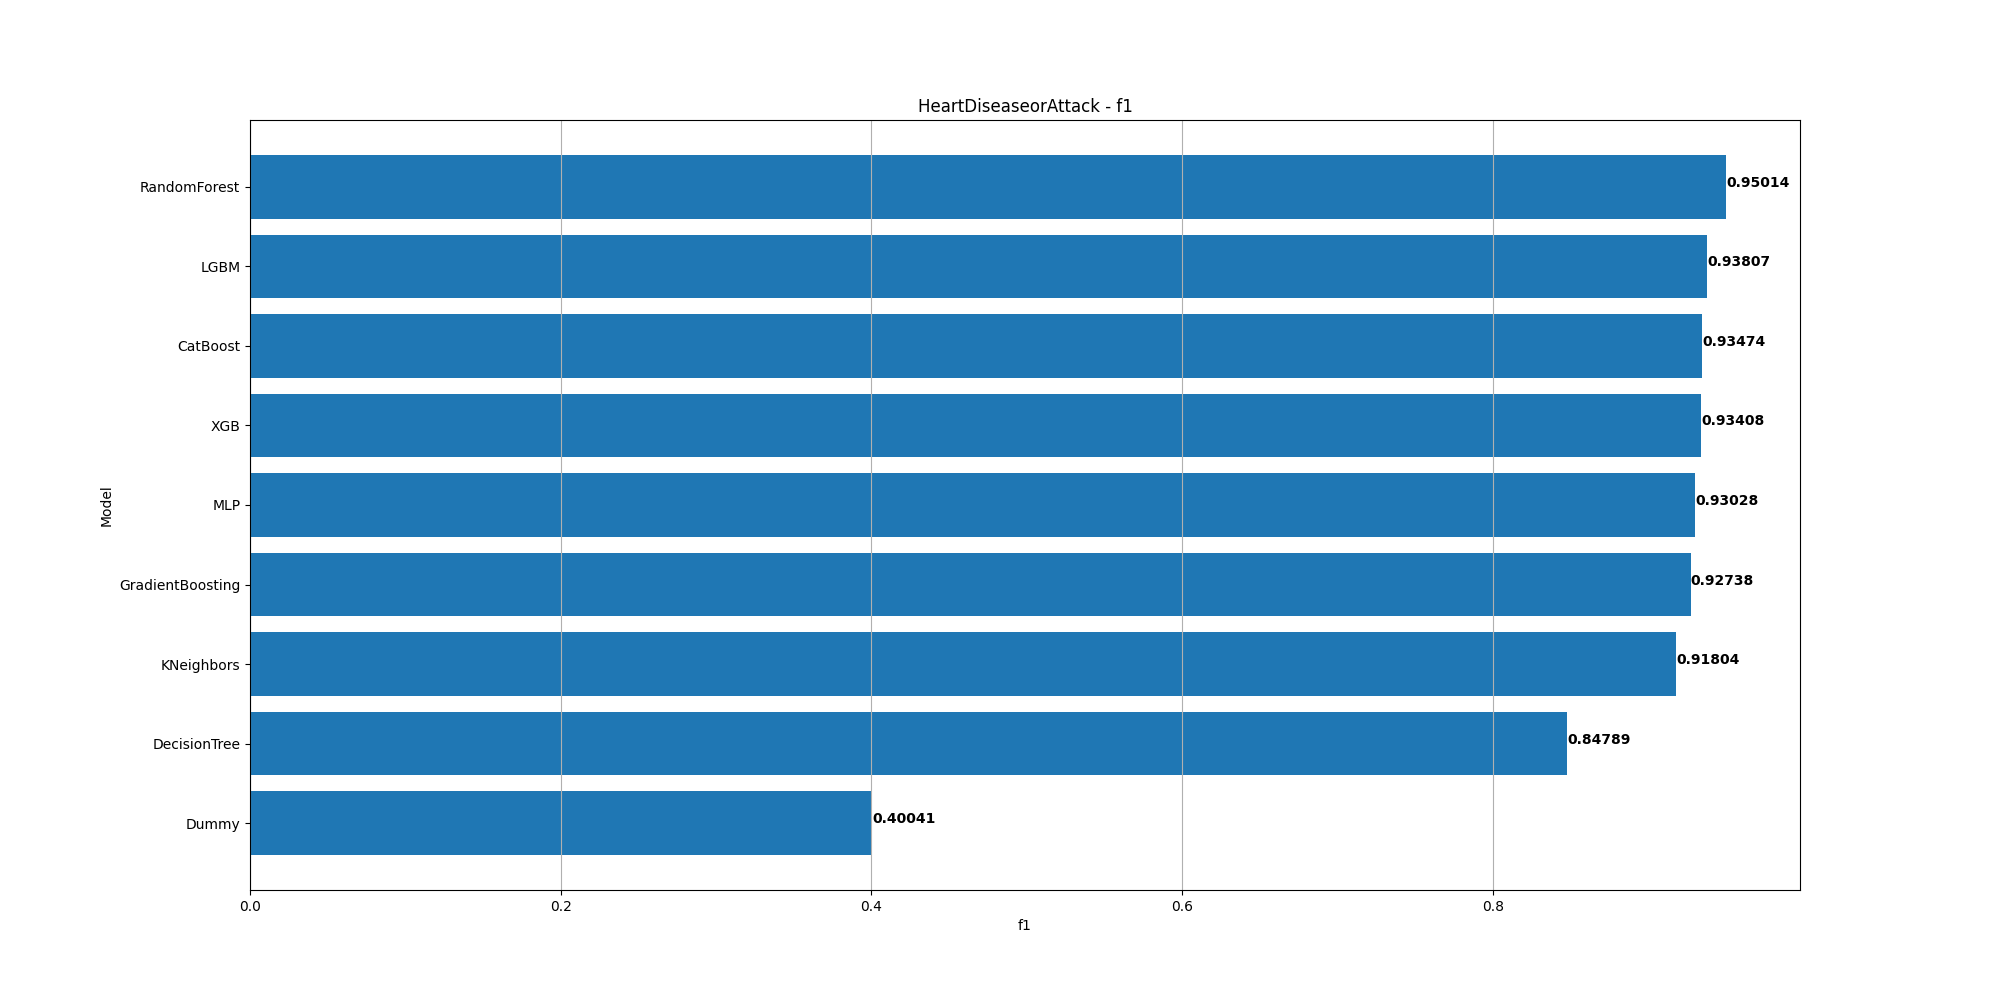 HeartDiseaseorAttack - f1
RandomForest
0.95014
LGBM
0.93807
CatBoost
0.93474
XGB
0.93408
MLP
0.93028
GradientBoosting
0.92738
KNeighbors
0.91804
DecisionTree
0.84789
Dummy
0.40041
Model
0.0 0.2 0.4 0.6 0.8
f1